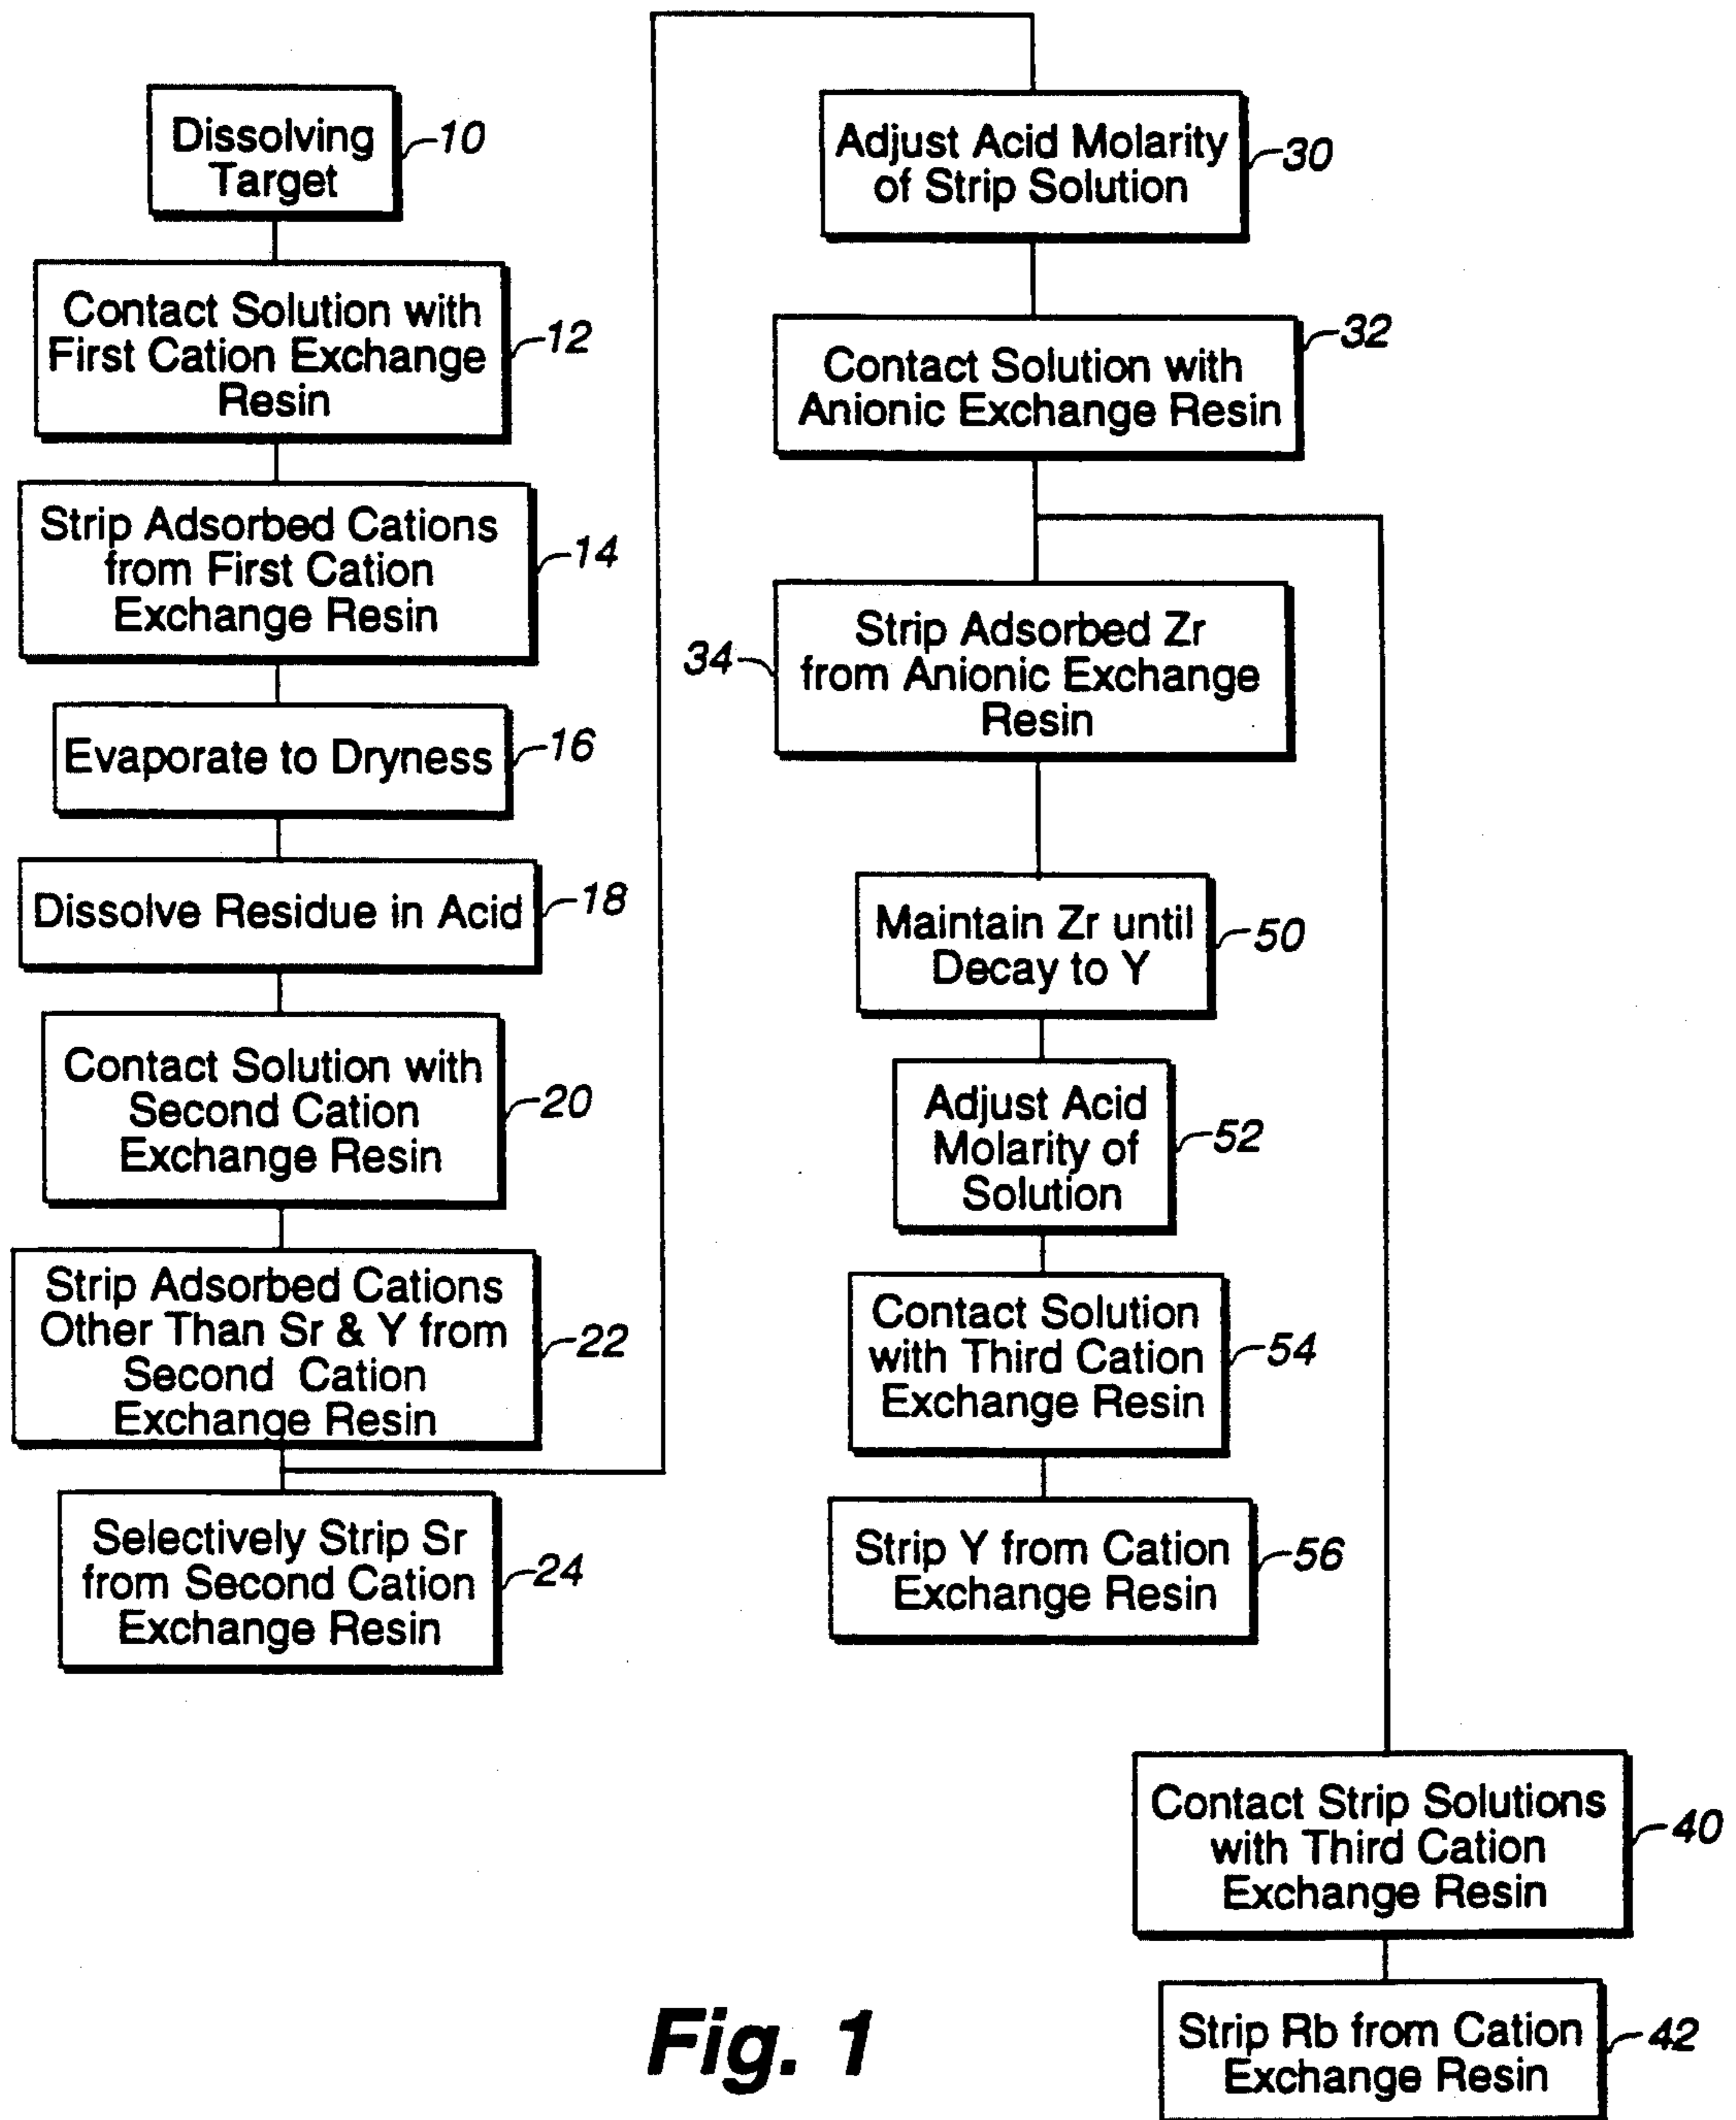 Dissolving
Target
10
Contact Solution with
First Cation Exchange
Resin
12
Strip Adsorbed Cations
from First Cation
Exchange Resin
14
Evaporate to Dryness
16
Dissolve Residue in Acid
18
Contact Solution with
Second Cation
Exchange Resin
20
Strip Adsorbed Cations
Other Than Sr & Y from
Second Cation
Exchange Resin
22
Selectively Strip Sr
from Second Cation
Exchange Resin
24
Adjust Acid Molarity
of Strip Solution
30
Contact Solution with
Anionic Exchange Resin
32
Strip Adsorbed Zr
from Anionic Exchange
Resin
34
Maintain Zr until
Decay to Y
50
Adjust Acid
Molarity of
Solution
52
Contact Solution
with Third Cation
Exchange Resin
54
Strip Y from Cation
Exchange Resin
56
Contact Strip Solutions
with Third Cation
Exchange Resin
40
Strip Rb from Cation
Exchange Resin
42
Fig. 1